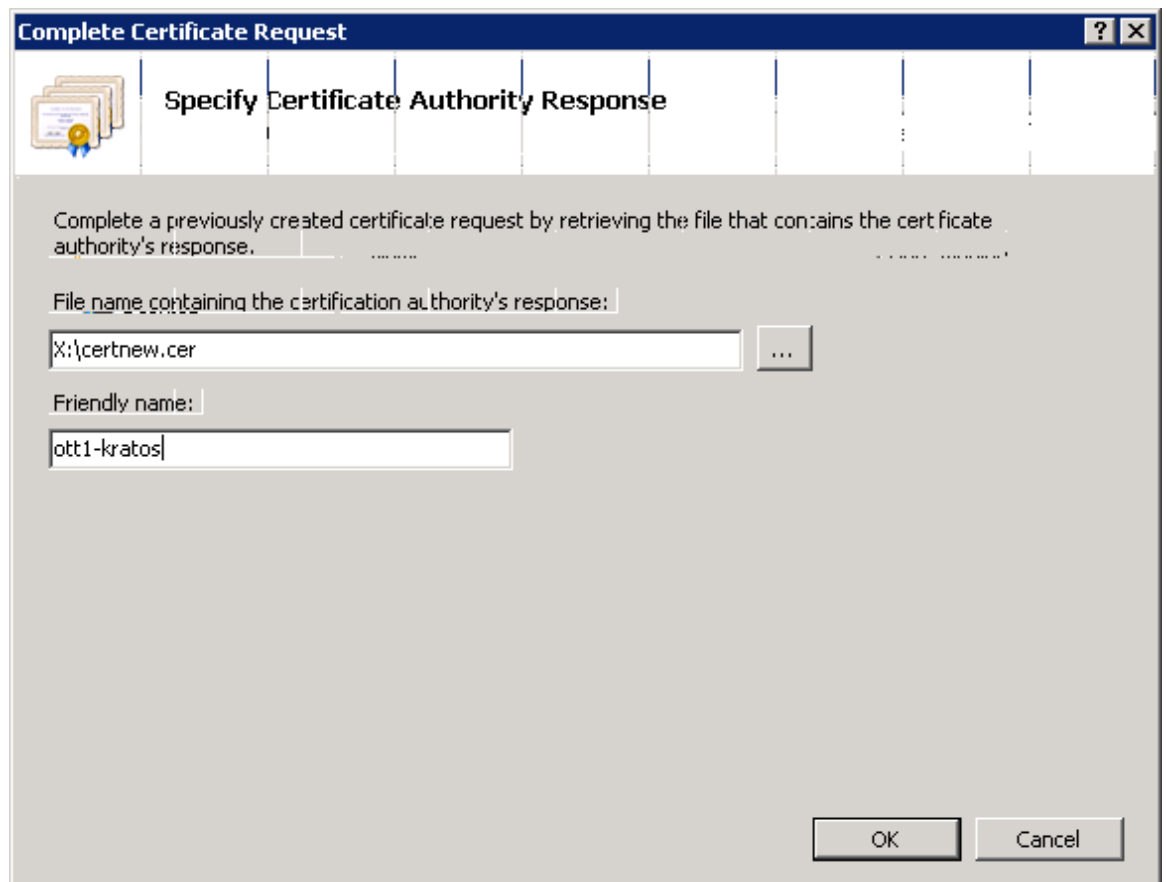 Complete Certificate Request
Specify Certificate Authority Response
Complete a previously created certificate request by retrieving the file that contains the certificate
authority's response.
File name containing the certification authority's response:
X:\certnew.cer
...
Friendly name:
ott1-kratos
OK Cancel